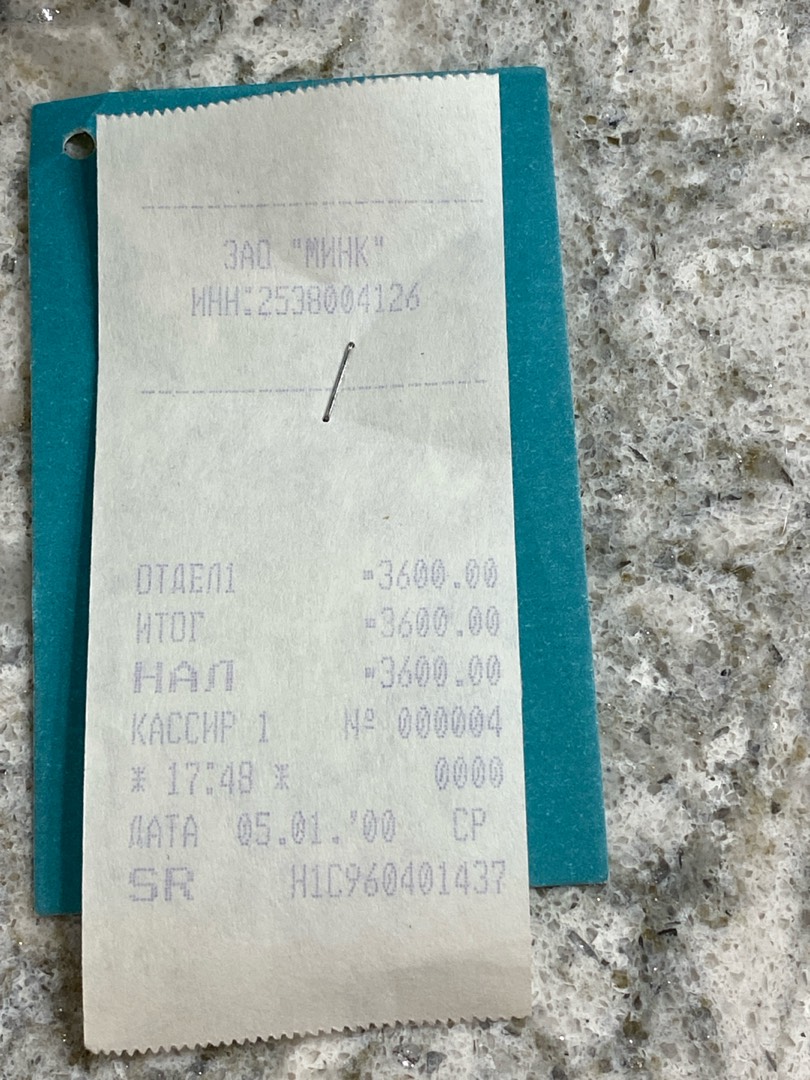 ЗАО "МИНК"
ИНН:2538004126
ОТДЕЛ1 =3600.00
ИТОГ =3600.00
НАЛ =3600.00
КАССИР 1 № 000004
* 17:48 * 0000
ДАТА 05.01.'00 СР
SR Н1С960401437